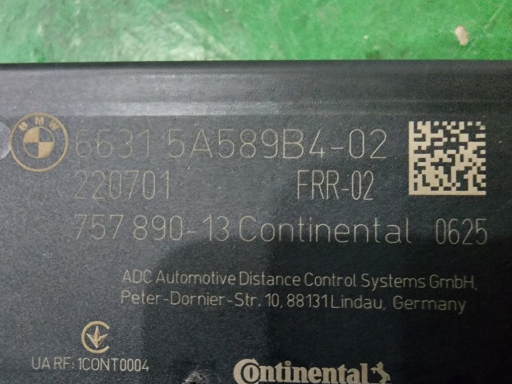 BMW
6631 5A589B4-02
220701 FRR-02
757 890-13 Continental 0625
ADC Automotive Distance Control Systems GmbH,
Peter-Dornier-Str. 10, 88131 Lindau, Germany
UA RF: 1CONT0004
Continental